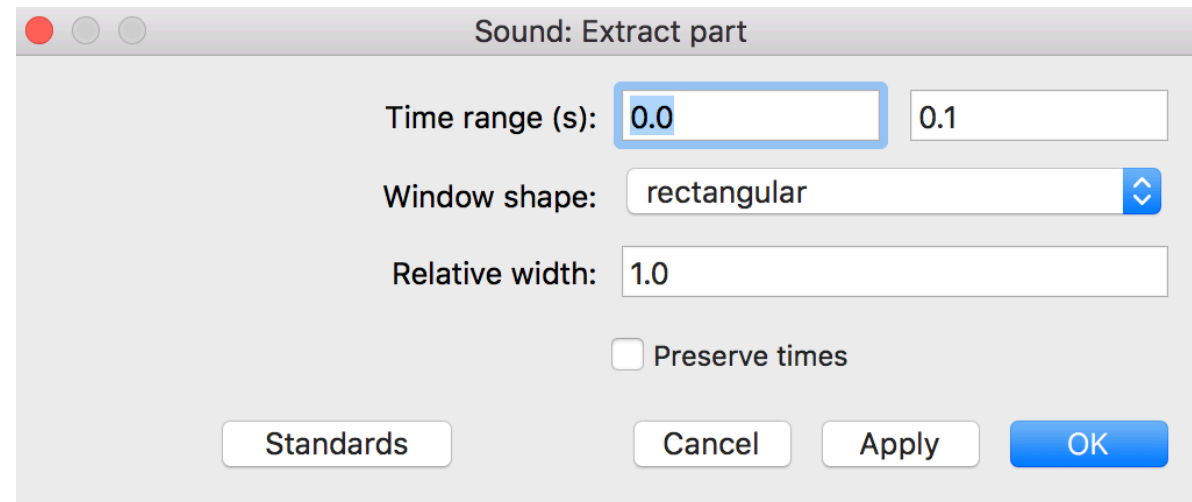 Sound: Extract part
Time range (s): 0.0 0.1
Window shape: rectangular
Relative width: 1.0
Preserve times
Standards Cancel Apply OK